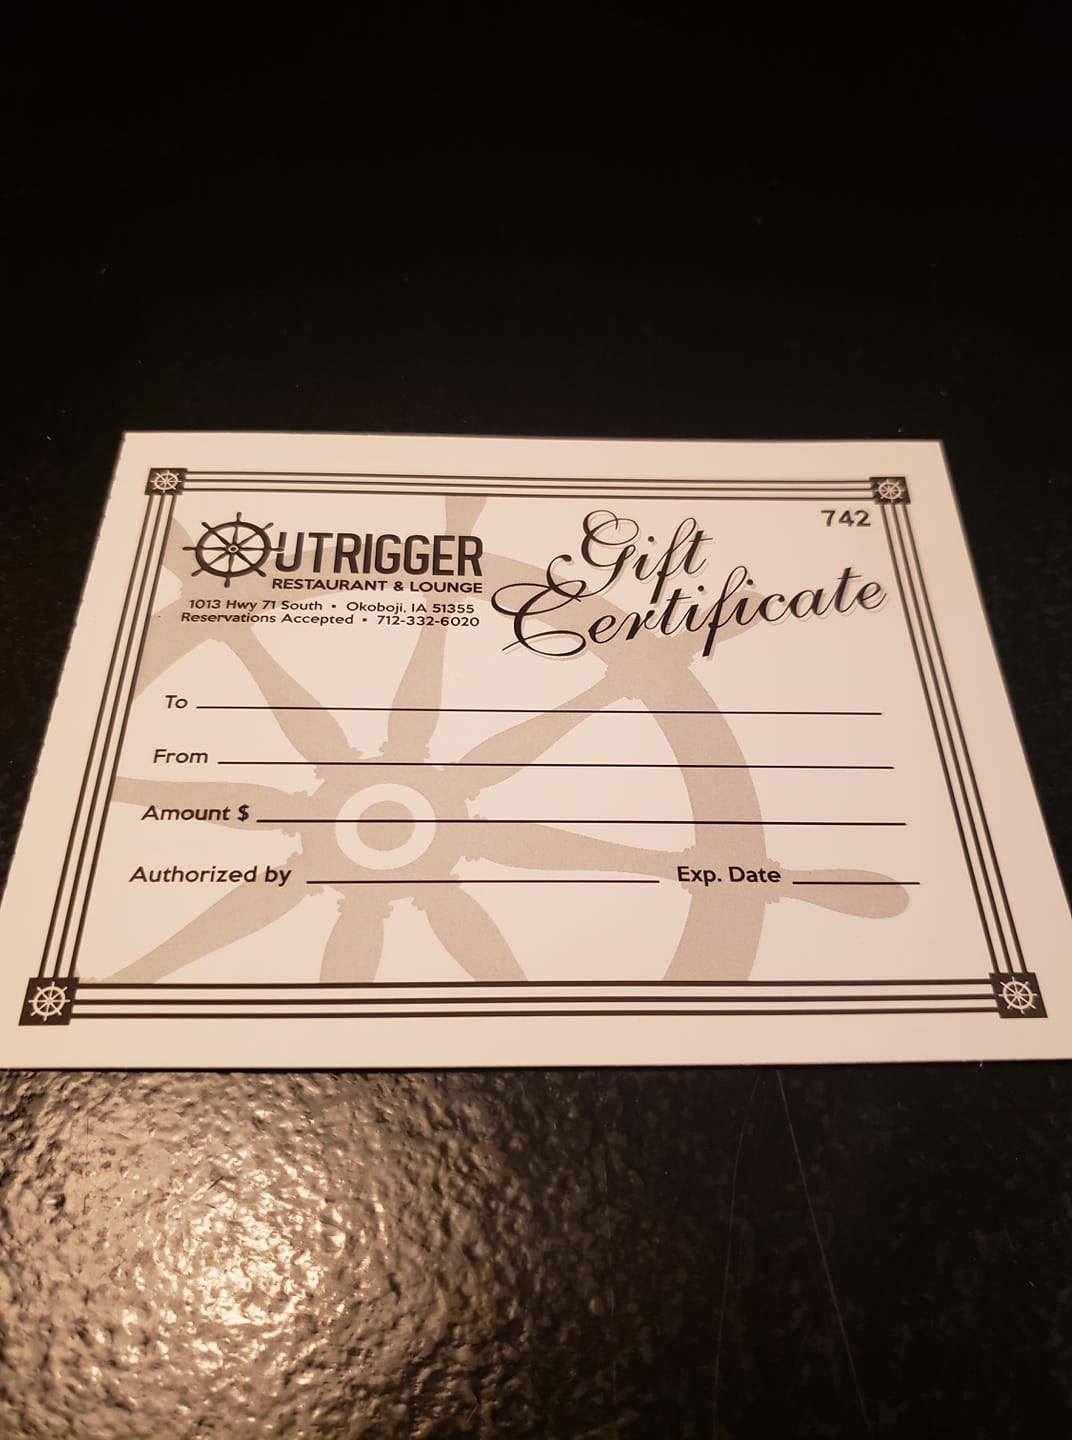 OUTRIGGER
RESTAURANT & LOUNGE
1013 Hwy 71 South • Okoboji, IA 51355
Reservations Accepted • 712-332-6020
Gift
Certificate
742
To
From
Amount $
Authorized by Exp. Date